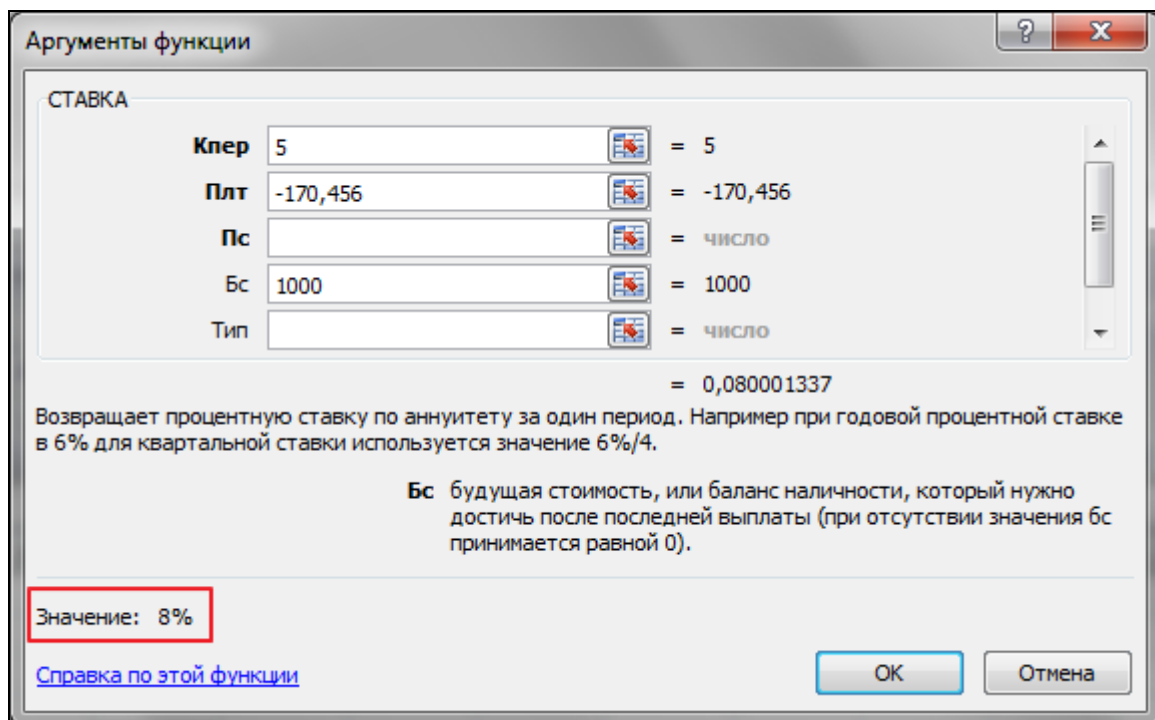 Аргументы функции
СТАВКА
Кпер 5 = 5
Плт -170,456 = -170,456
Пс = число
Бс 1000 = 1000
Тип = число
= 0,080001337
Возвращает процентную ставку по аннуитету за один период. Например при годовой процентной ставке
в 6% для квартальной ставки используется значение 6%/4.
Бс будущая стоимость, или баланс наличности, который нужно
достичь после последней выплаты (при отсутствии значения бс
принимается равной 0).
Значение: 8%
Справка по этой функции
ОК
Отмена